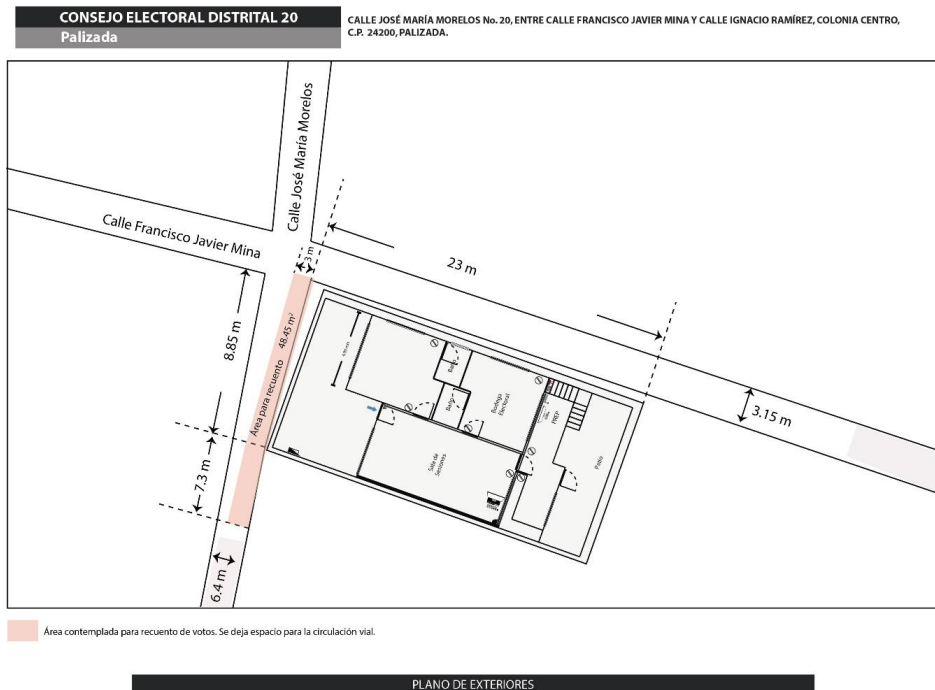 CONSEJO ELECTORAL DISTRITAL 20
Palizada
CALLE JOSÉ MARÍA MORELOS No. 20, ENTRE CALLE FRANCISCO JAVIER MINA Y CALLE IGNACIO RAMÍREZ, COLONIA CENTRO,
C.P. 24200, PALIZADA.
Calle José María Morelos
Calle Francisco Javier Mina
3 m
23 m
8.85 m
Área para recuento 48.45 m²
Baño
Baño
Bodega
Electoral
PREP
Patio
Sala de
Sesiones
3.15 m
7.3 m
6.4 m
Área contemplada para recuento de votos. Se deja espacio para la circulación vial.
PLANO DE EXTERIORES